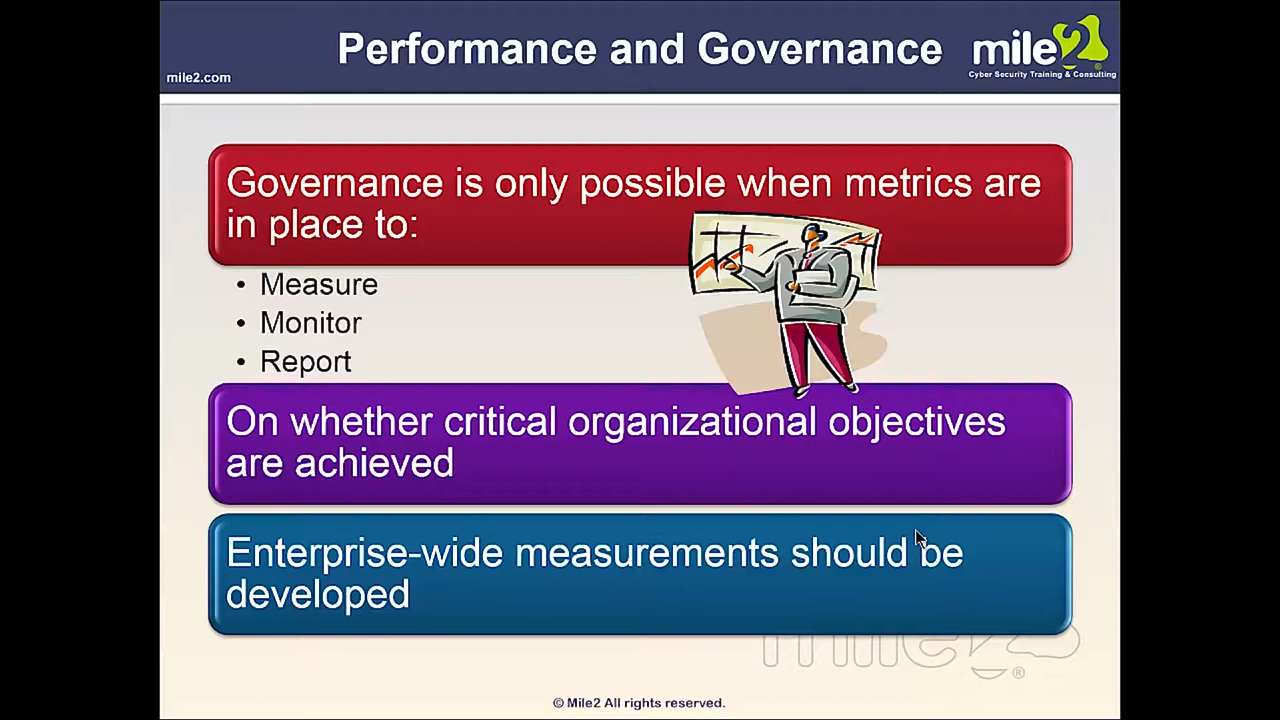 Performance and Governance
mile2
mile2.com
Cyber Security Training & Consulting
Governance is only possible when metrics are
in place to:
• Measure
• Monitor
• Report
On whether critical organizational objectives
are achieved
Enterprise-wide measurements should be
developed
mile2
© Mile2 All rights reserved.